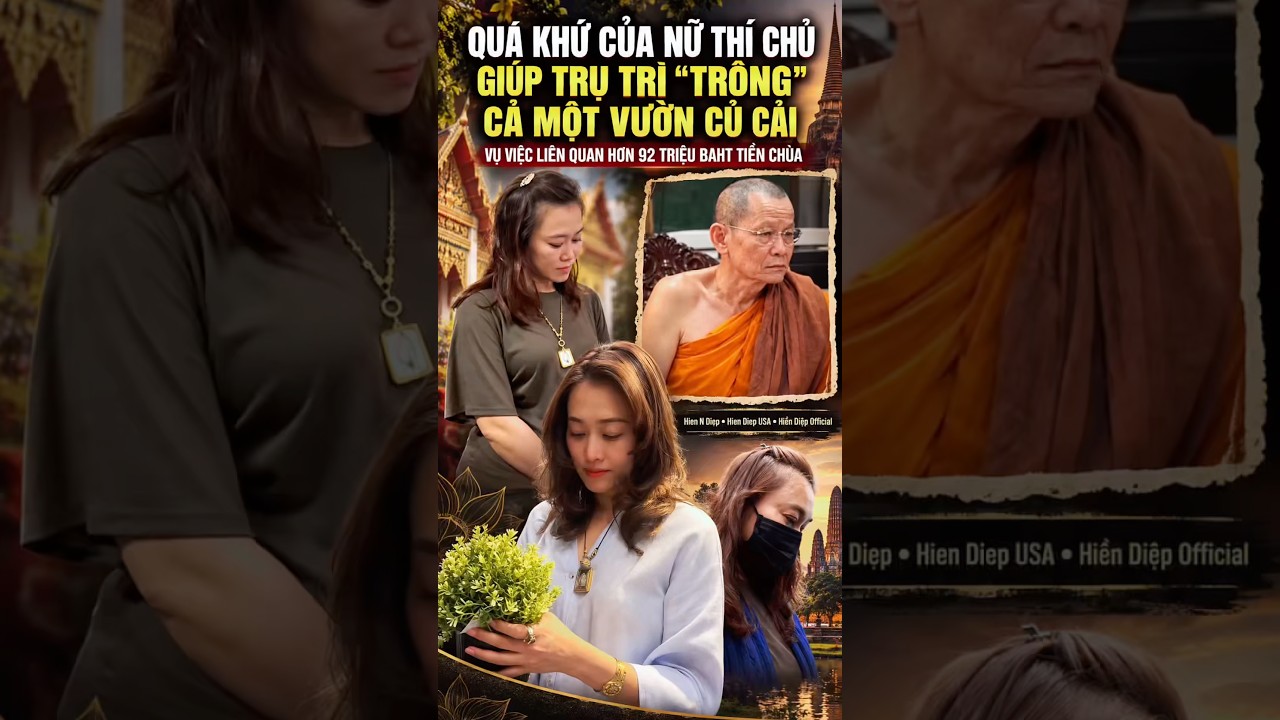 QUÁ KHỨ CỦA NỮ THÍ CHỦ
GIÚP TRỤ TRÌ “TRÔNG”
CẢ MỘT VƯỜN CỦ CẢI
VỤ VIỆC LIÊN QUAN HƠN 92 TRIỆU BAHT TIỀN CHÙA
Hien N Diep • Hien Diep USA • Hiền Diệp Official
Diep • Hien Diep USA • Hiền Diệp Official